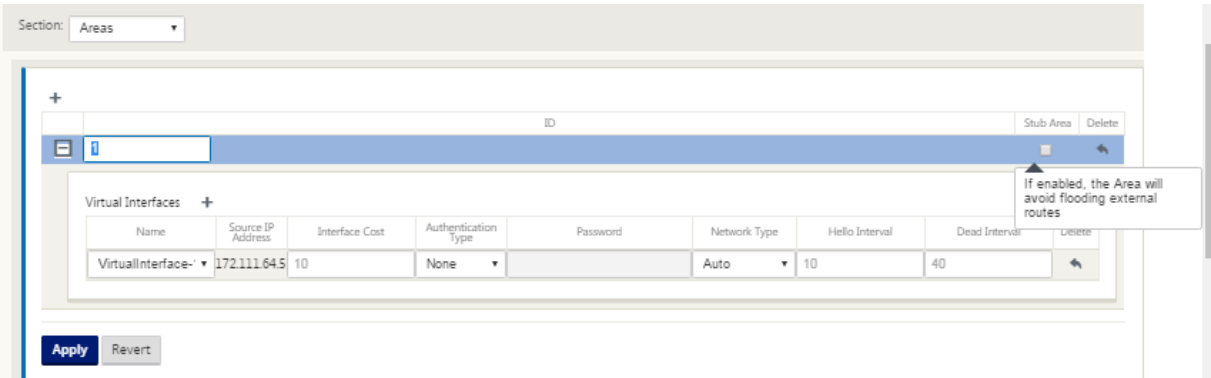 Section: Areas
+
ID Stub Area Delete
1
If enabled, the Area will
avoid flooding external
routes
Virtual Interfaces +
Name Source IP Address Interface Cost Authentication Type Password Network Type Hello Interval Dead Interval Delete
VirtualInterface- 172.111.64.5 10 None Auto 10 40
Apply Revert